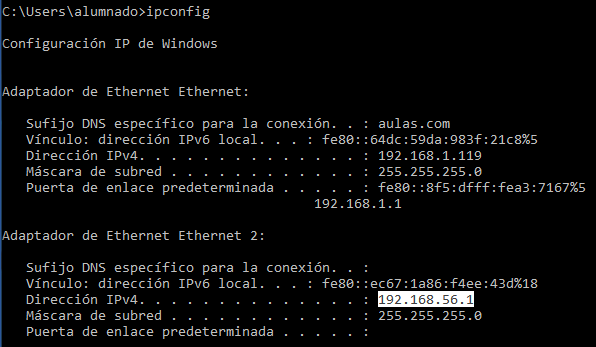 C:\Users\alumnado>ipconfig
Configuración IP de Windows
Adaptador de Ethernet Ethernet:
Sufijo DNS específico para la conexión. . : aulas.com
Vínculo: dirección IPv6 local. . . : fe80::64dc:59da:983f:21c8%5
Dirección IPv4. . . . . . . . . . . . . . : 192.168.1.119
Máscara de subred . . . . . . . . . . . . : 255.255.255.0
Puerta de enlace predeterminada . . . . . : fe80::8f5:dfff:fea3:7167%5
192.168.1.1
Adaptador de Ethernet Ethernet 2:
Sufijo DNS específico para la conexión. . :
Vínculo: dirección IPv6 local. . . : fe80::ec67:1a86:f4ee:43d%18
Dirección IPv4. . . . . . . . . . . . . . : 192.168.56.1
Máscara de subred . . . . . . . . . . . . : 255.255.255.0
Puerta de enlace predeterminada . . . . . :